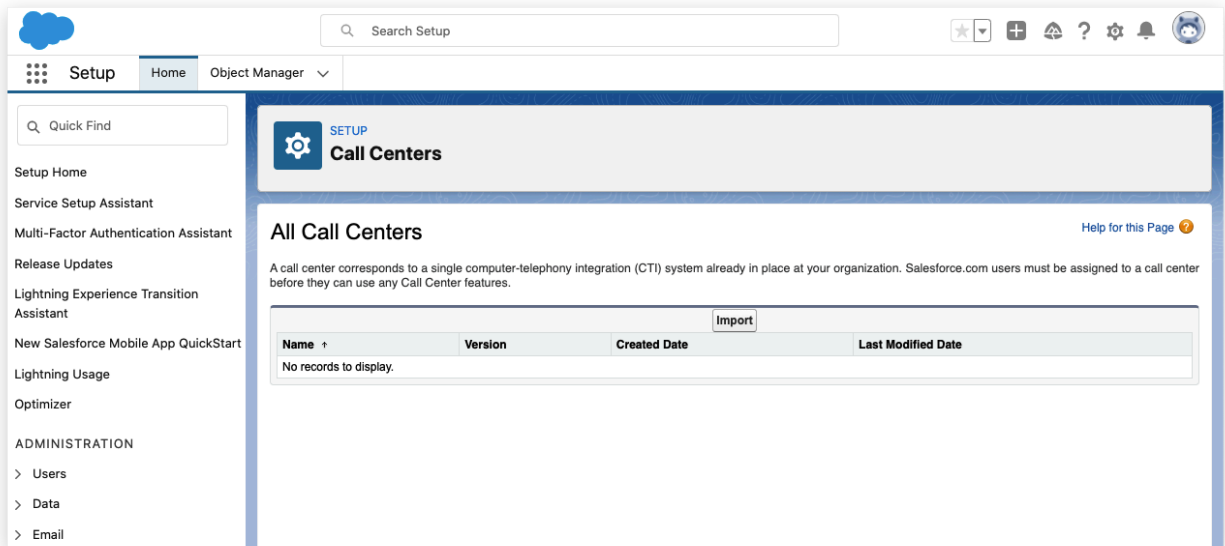 Search Setup
Setup
Home
Object Manager
Quick Find
Setup Home
Service Setup Assistant
Multi-Factor Authentication Assistant
Release Updates
Lightning Experience Transition
Assistant
New Salesforce Mobile App QuickStart
Lightning Usage
Optimizer
ADMINISTRATION
Users
Data
Email
SETUP
Call Centers
All Call Centers
Help for this Page
A call center corresponds to a single computer-telephony integration (CTI) system already in place at your organization. Salesforce.com users must be assigned to a call center
before they can use any Call Center features.
Import
Name Version Created Date Last Modified Date
No records to display.